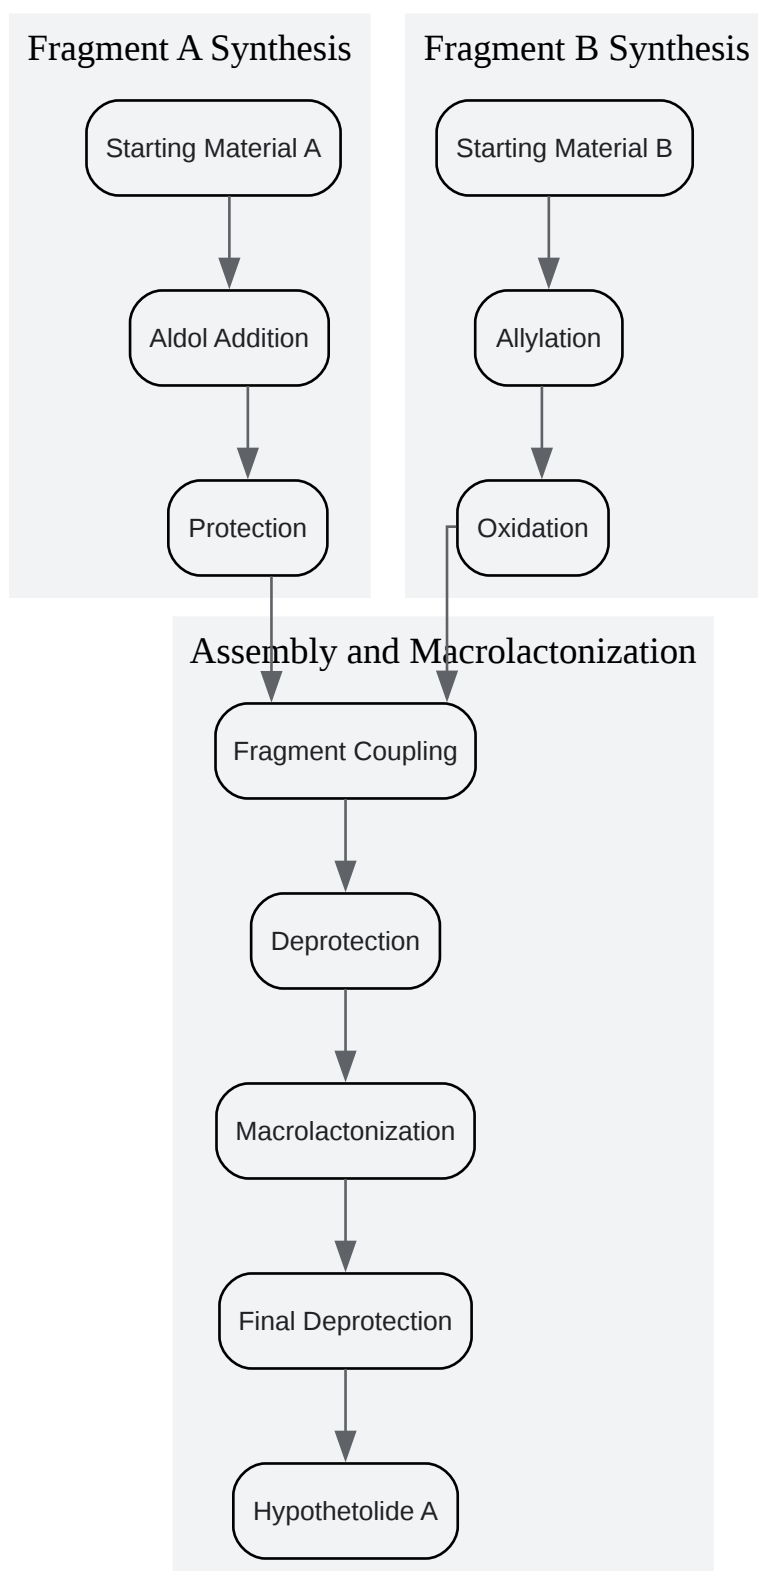 Fragment A Synthesis
Starting Material A
Aldol Addition
Protection
Fragment B Synthesis
Starting Material B
Allylation
Oxidation
Assembly and Macrolactonization
Fragment Coupling
Deprotection
Macrolactonization
Final Deprotection
Hypothetolide A